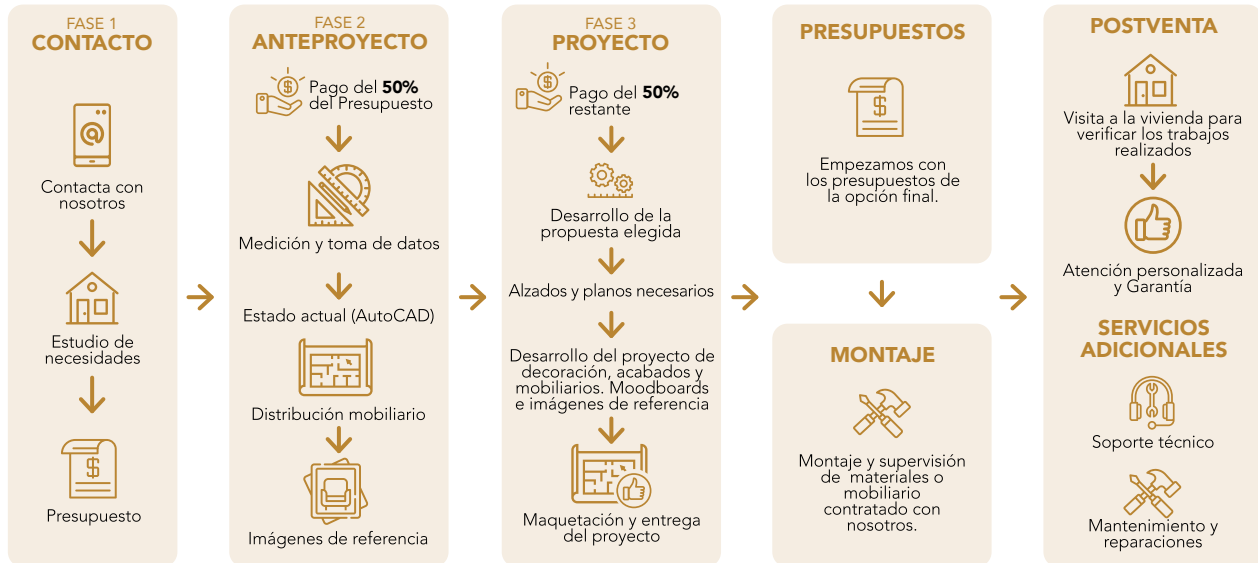 FASE 1
CONTACTO
Contacta con
nosotros
Estudio de
necesidades
$
Presupuesto
FASE 2
ANTEPROYECTO
$
Pago del 50%
del Presupuesto
Medición y toma de datos
Estado actual (AutoCAD)
Distribución mobiliario
Imágenes de referencia
FASE 3
PROYECTO
$
Pago del 50%
restante
Desarrollo de la
propuesta elegida
Alzados y planos necesarios
Desarrollo del proyecto de
decoración, acabados y
mobiliarios. Moodboards
e imágenes de referencia
Maquetación y entrega
del proyecto
PRESUPUESTOS
$
Empezamos con
los presupuestos de
la opción final.
MONTAJE
Montaje y supervisión
de materiales o
mobiliario
contratado con
nosotros.
POSTVENTA
Visita a la vivienda para
verificar los trabajos
realizados
Atención personalizada
y Garantía
SERVICIOS
ADICIONALES
Soporte técnico
Mantenimiento y
reparaciones